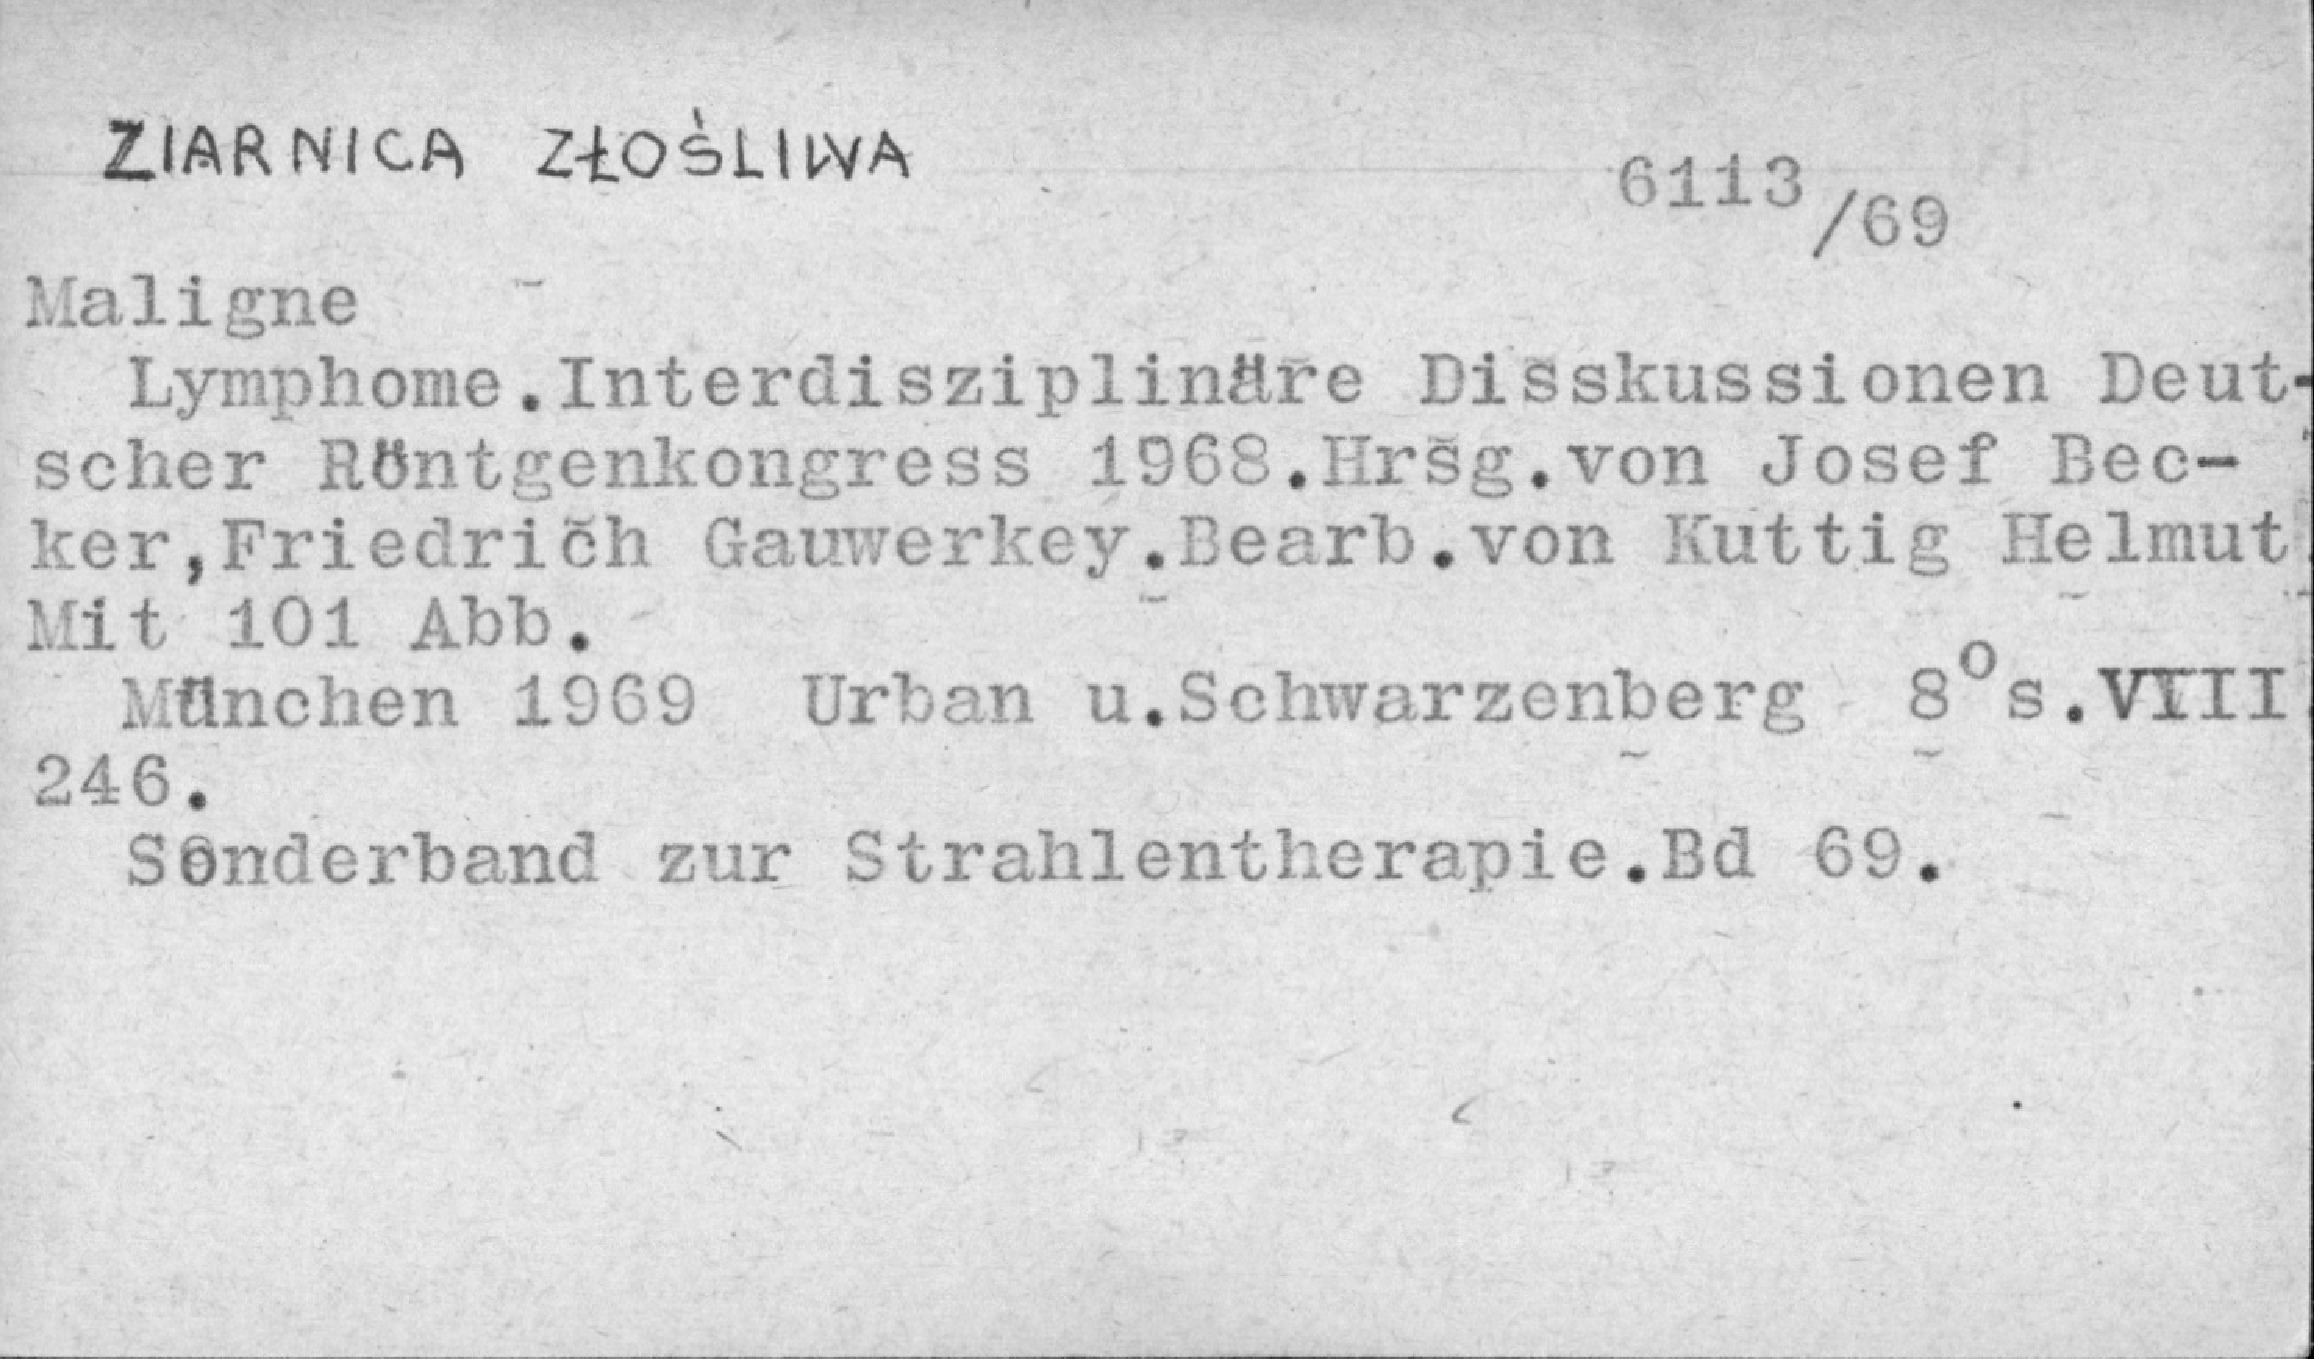 ZIARNICA ZŁOŚLIWA
6113/69
Maligne
Lymphome.Interdisziplinäre Disskussionen Deut-
scher Röntgenkongress 1968.Hrsg.von Josef Bec-
ker,Friedrich Gauwerkey.Bearb.von Kuttig Helmut.
Mit 101 Abb.
München 1969 Urban u.Schwarzenberg 8°s.VIII.
246.
Sonderband zur Strahlentherapie.Bd 69.